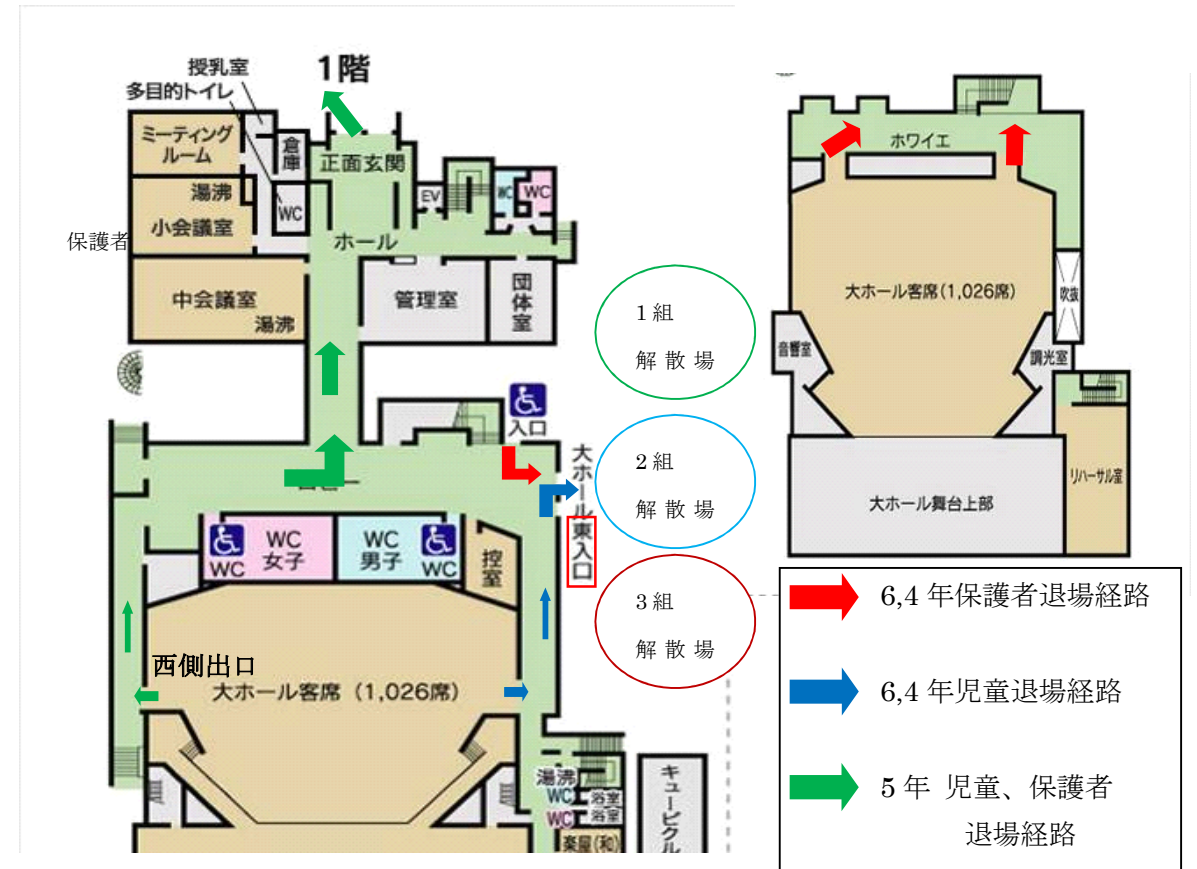 1階
授乳室
多目的トイレ
ミーティング
ルーム
倉庫
正面玄関
湯沸
小会議室
WC
EV
WC
WC
保護者
ホール
中会議室
湯沸
管理室
団体室
入口
大ホール東入口
WC
WC
女子
WC
男子
WC
控室
西側出口
大ホール客席(1,026席)
湯沸
WC
WC
浴室
浴室
楽屋(和)
キュービクル
1組
解散場
2組
解散場
3組
解散場
ホワイエ
大ホール客席(1,026席)
吹抜
音響室
調光室
リハーサル室
大ホール舞台上部
6,4年保護者退場経路
6,4年児童退場経路
5年 児童、保護者
退場経路